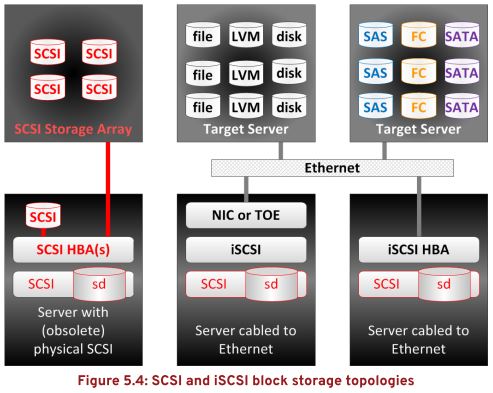 SCSI SCSI
SCSI SCSI
SCSI Storage Array
file LVM disk
file LVM disk
file LVM disk
Target Server
SAS FC SATA
SAS FC SATA
SAS FC SATA
Target Server
Ethernet
SCSI
SCSI HBA(s)
SCSI sd
Server with
(obsolete)
physical SCSI
NIC or TOE
iSCSI
SCSI sd
Server cabled to
Ethernet
iSCSI HBA
SCSI sd
Server cabled to
Ethernet
Figure 5.4: SCSI and iSCSI block storage topologies